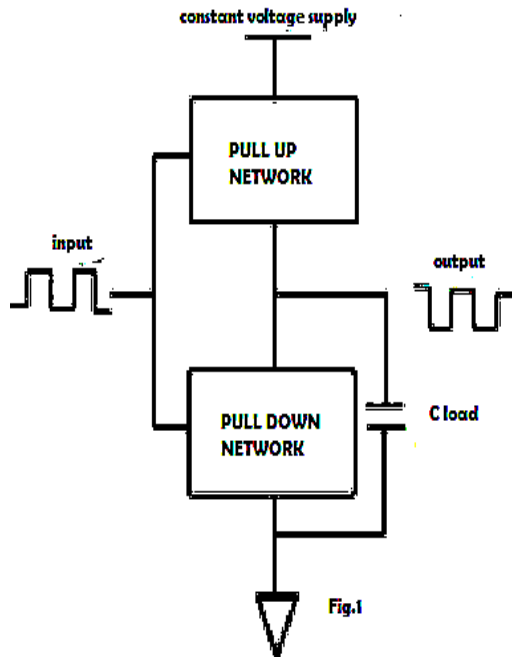 constant voltage supply
PULL UP
NETWORK
input
output
PULL DOWN
NETWORK
C load
Fig.1